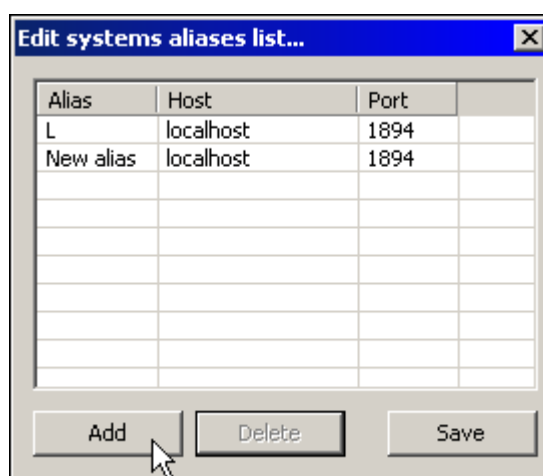 Edit systems aliases list...
Alias Host Port
L localhost 1894
New alias localhost 1894
Add Delete Save